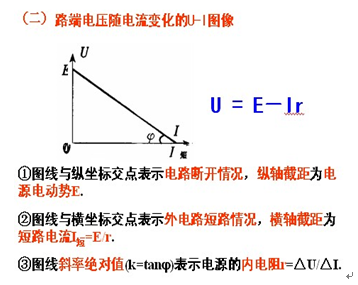 (二) 路端电压随电流变化的U-I图像
U
E
U = E-Ir
φ
I
O
I短
①图线与纵坐标交点表示电路断开情况，纵轴截距为电
源电动势E.
②图线与横坐标交点表示外电路短路情况，横轴截距为
短路电流I短=E/r.
③图线斜率绝对值(k=tanφ)表示电源的内电阻r=△U/△I.